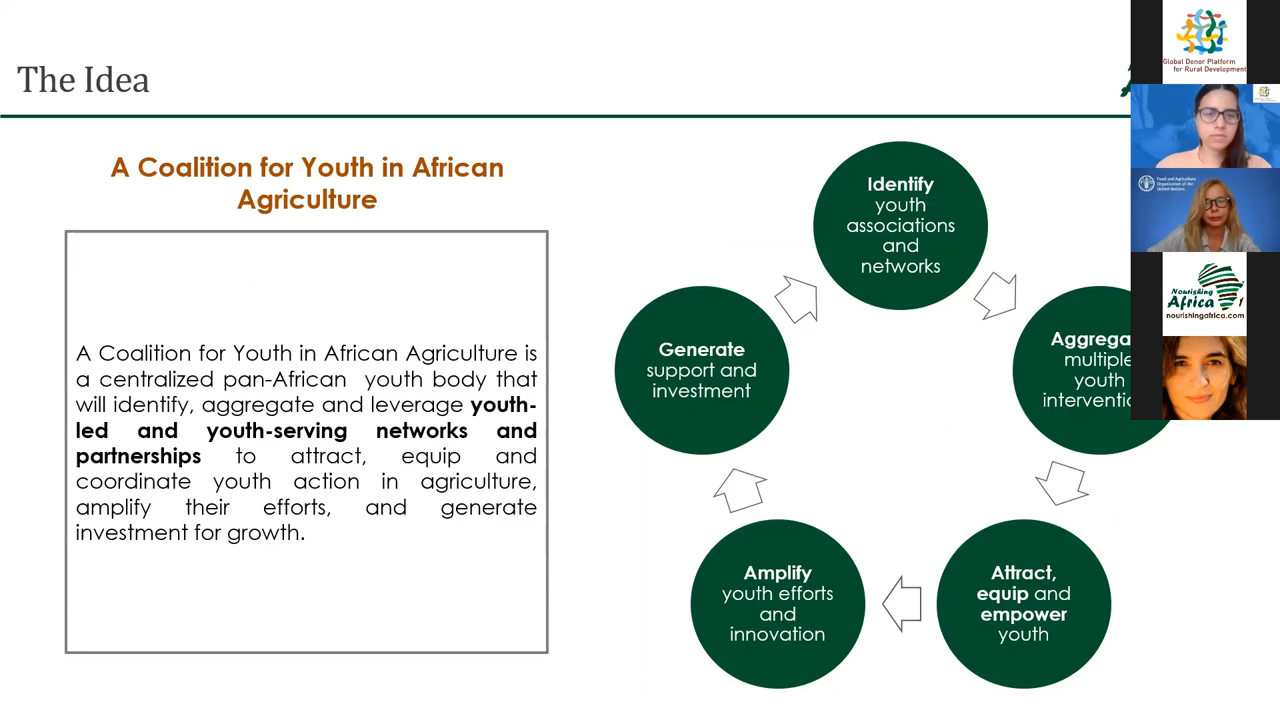 The Idea
A Coalition for Youth in African
Agriculture
A Coalition for Youth in African Agriculture is
a centralized pan-African youth body that
will identify, aggregate and leverage youth-
led and youth-serving networks and
partnerships to attract, equip and
coordinate youth action in agriculture,
amplify their efforts, and generate
investment for growth.
Identify
youth
associations
and
networks
Aggrega
multiple
youth
interventi
Attract,
equip and
empower
youth
Amplify
youth efforts
and
innovation
Generate
support and
investment
Global Donor Platform
for Rural Development
Food and Agriculture
Organization of the
United Nations
Nourishing
Africa
nourishingafrica.com